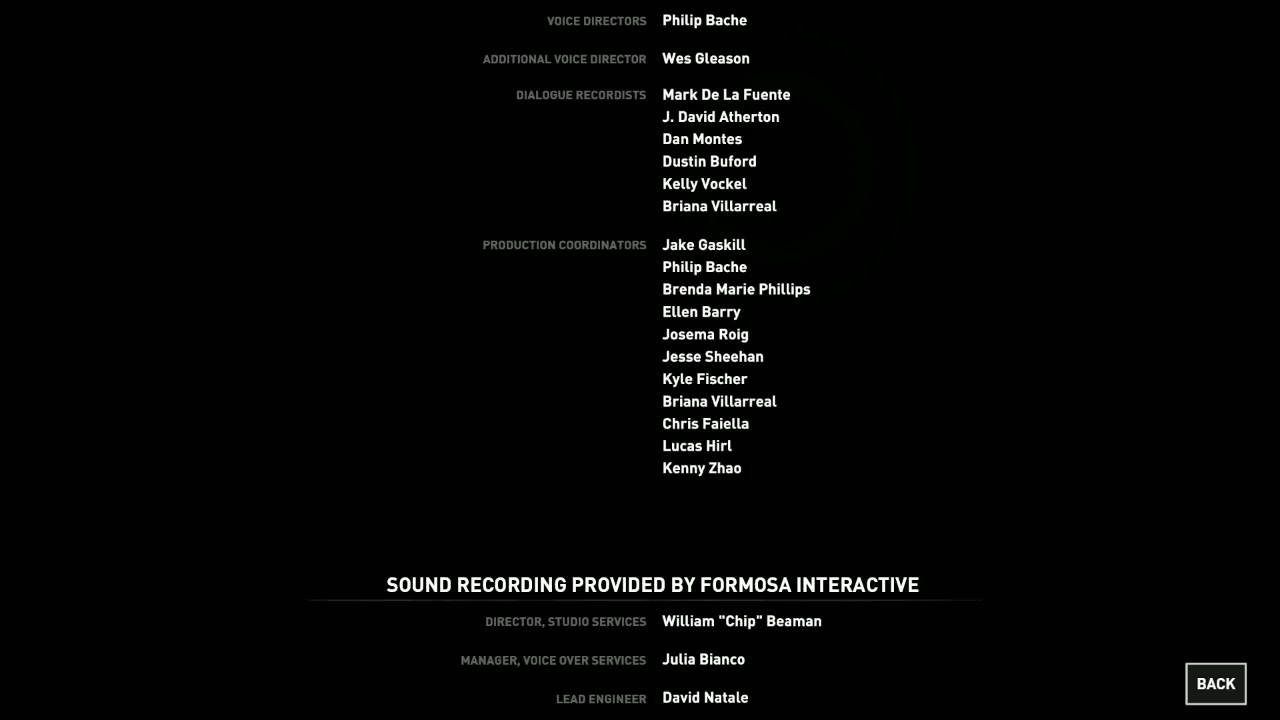 VOICE DIRECTORS Philip Bache
ADDITIONAL VOICE DIRECTOR Wes Gleason
DIALOGUE RECORDISTS Mark De La Fuente
J. David Atherton
Dan Montes
Dustin Buford
Kelly Vockel
Briana Villarreal
PRODUCTION COORDINATORS Jake Gaskill
Philip Bache
Brenda Marie Phillips
Ellen Barry
Josema Roig
Jesse Sheehan
Kyle Fischer
Briana Villarreal
Chris Faiella
Lucas Hirl
Kenny Zhao
SOUND RECORDING PROVIDED BY FORMOSA INTERACTIVE
DIRECTOR, STUDIO SERVICES William "Chip" Beaman
MANAGER, VOICE OVER SERVICES Julia Bianco
LEAD ENGINEER David Natale
BACK